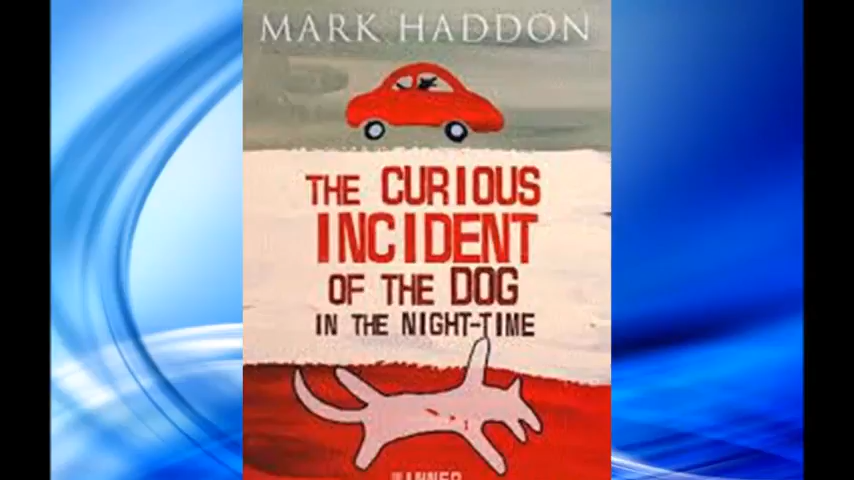 MARK HADDON
THE CURIOUS
INCIDENT
OF THE DOG
IN THE NIGHT-TIME